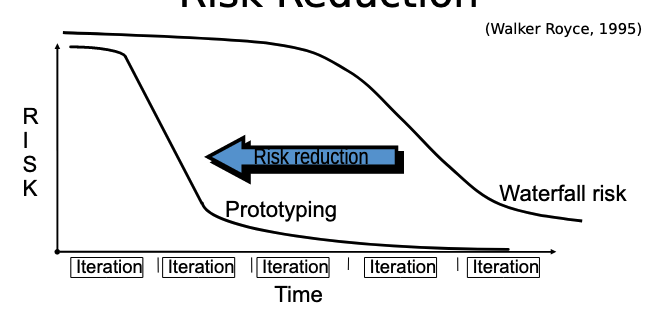 Risk Reduction
(Walker Royce, 1995)
R
I
S
K
Risk reduction
Waterfall risk
Prototyping
Iteration | Iteration | Iteration | Iteration | Iteration
Time